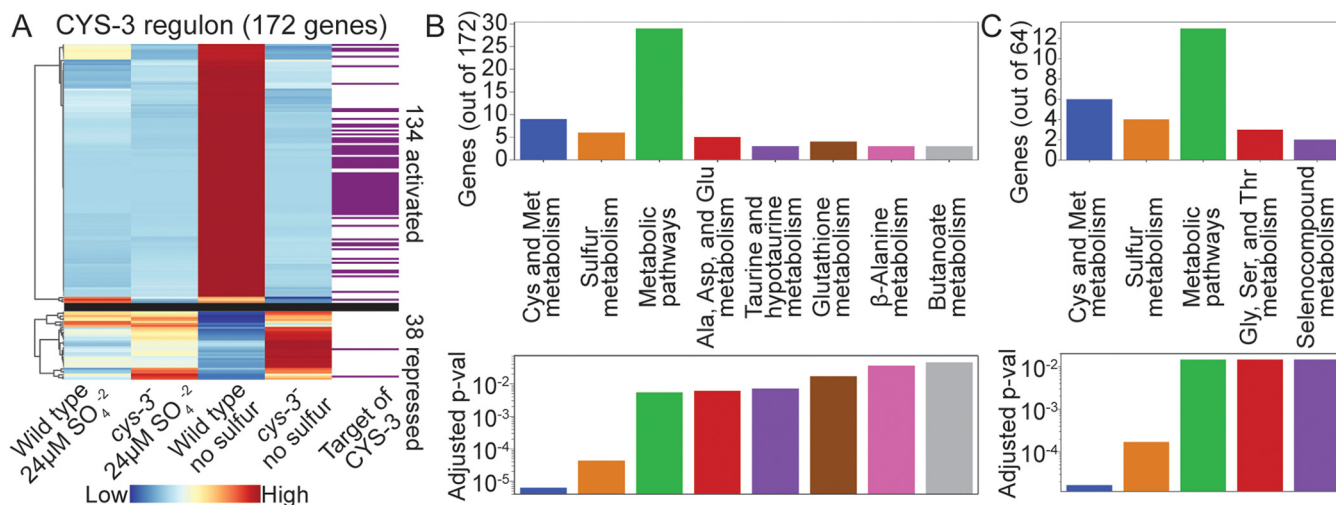 A
CYS-3 regulon (172 genes)
134 activated
38 repressed
Wild type
24µM SO₄⁻²
cys-3⁻
24µM SO₄⁻²
Wild type
no sulfur
cys-3⁻
no sulfur
Target of
CYS-3
Low
High
B
Genes (out of 172)
30
25
20
15
10
5
0
Cys and Met
metabolism
Sulfur
metabolism
Metabolic
pathways
Ala, Asp, and Glu
metabolism
Taurine and
hypotaurine
metabolism
Glutathione
metabolism
β-Alanine
metabolism
Butanoate
metabolism
Adjusted p-val
10⁻²
10⁻³
10⁻⁴
10⁻⁵
C
Genes (out of 64)
12
10
8
6
4
2
0
Cys and Met
metabolism
Sulfur
metabolism
Metabolic
pathways
Gly, Ser, and Thr
metabolism
Selenocompound
metabolism
Adjusted p-val
10⁻²
10⁻³
10⁻⁴